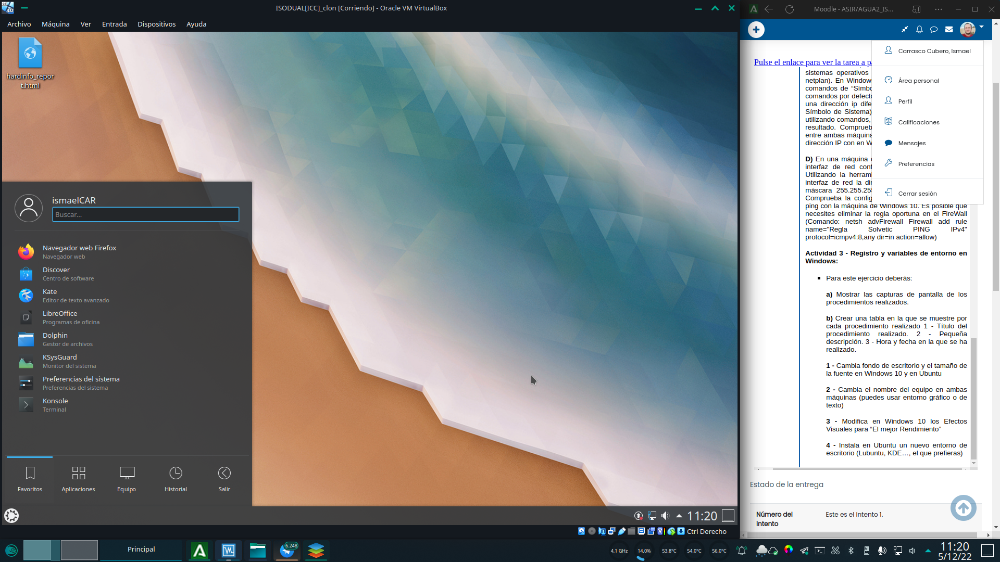 ISODUAL[ICC]_clon [Corriendo] - Oracle VM VirtualBox
Archivo Máquina Ver Entrada Dispositivos Ayuda
hardinfo_repor
t.html
ismaelCAR
Buscar...
Navegador web Firefox
Navegador web
Discover
Centro de software
Kate
Editor de texto avanzado
LibreOffice
Programas de oficina
Dolphin
Gestor de archivos
KSysGuard
Monitor del sistema
Preferencias del sistema
Preferencias del sistema
Konsole
Terminal
Favoritos Aplicaciones Equipo Historial Salir
11:20
Ctrl Derecho
Moodle - ASIR/AGUA2_IS...
Carrasco Cubero, Ismael
Área personal
Perfil
Calificaciones
Mensajes
Preferencias
Cerrar sesión
Pulse el enlace para ver la tarea a
sistemas operativos
netplan). En
comandos de
comandos por
una dirección ip
Símbolo de Sistema)
utilizando comandos,
resultado.
entre ambas
dirección IP con en
D) En una máquina
interfaz de red
Utilizando la
interfaz de red la
máscara
Comprueba la
ping con la máquina de Windows 10. Es posible que
necesites eliminar la regla oportuna en el FireWall
(Comando: netsh advFirewall Firewall add rule
name="Regla Solvetic PING IPv4"
protocol=icmpv4:8,any dir=in action=allow)
Actividad 3 - Registro y variables de entorno en
Windows:
Para este ejercicio deberás:
a) Mostrar las capturas de pantalla de los
procedimientos realizados.
b) Crear una tabla en la que se muestre por
cada procedimiento realizado 1 - Título del
procedimiento realizado. 2 - Pequeña
descripción. 3 - Hora y fecha en la que se ha
realizado.
1 - Cambia fondo de escritorio y el tamaño de
la fuente en Windows 10 y en Ubuntu
2 - Cambia el nombre del equipo en ambas
máquinas (puedes usar entorno gráfico o de
texto)
3 - Modifica en Windows 10 los Efectos
Visuales para “El mejor Rendimiento”
4 - Instala en Ubuntu un nuevo entorno de
escritorio (Lubuntu, KDE…, el que prefieras)
Estado de la entrega
Número del
Intento
Este es el intento 1.
Principal
6.248
4,1 GHz 14,0% 53,8°C 54,0°C 56,0°C
11:20
5/12/22